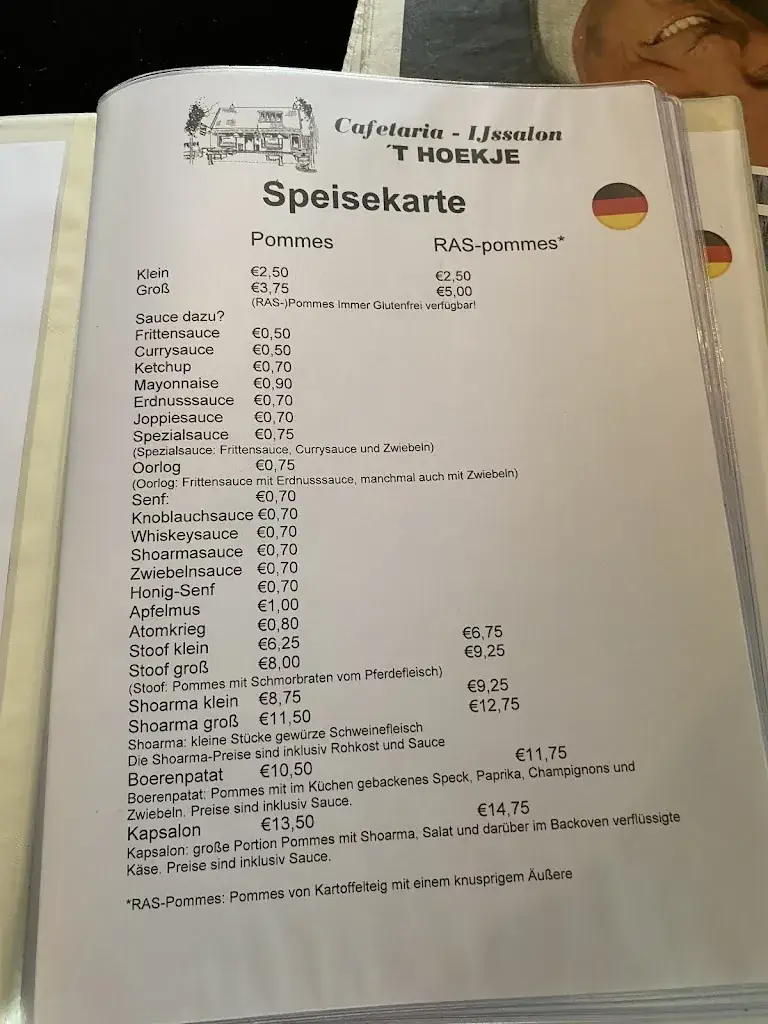 Cafetaria - IJssalon
´T HOEKJE
Speisekarte
Pommes RAS-pommes*
Klein €2,50 €2,50
Groß €3,75 €5,00
(RAS-)Pommes Immer Glutenfrei verfügbar!
Sauce dazu?
Frittensauce €0,50
Currysauce €0,50
Ketchup €0,70
Mayonnaise €0,90
Erdnusssauce €0,70
Joppiesauce €0,70
Spezialsauce €0,75
(Spezialsauce: Frittensauce, Currysauce und Zwiebeln)
Oorlog €0,75
(Oorlog: Frittensauce mit Erdnusssauce, manchmal auch mit Zwiebeln)
Senf: €0,70
Knoblauchsauce €0,70
Whiskeysauce €0,70
Shoarmasauce €0,70
Zwiebelnsauce €0,70
Honig-Senf €0,70
Apfelmus €1,00
Atomkrieg €0,80
Stoof klein €6,25 €6,75
Stoof groß €8,00 €9,25
(Stoof: Pommes mit Schmorbraten vom Pferdefleisch)
Shoarma klein €8,75 €9,25
Shoarma groß €11,50 €12,75
Shoarma: kleine Stücke gewürze Schweinefleisch
Die Shoarma-Preise sind inklusiv Rohkost und Sauce
Boerenpatat €10,50 €11,75
Boerenpatat: Pommes mit im Küchen gebackenes Speck, Paprika, Champignons und
Zwiebeln. Preise sind inklusiv Sauce.
Kapsalon €13,50 €14,75
Kapsalon: große Portion Pommes mit Shoarma, Salat und darüber im Backoven verflüssigte
Käse. Preise sind inklusiv Sauce.
*RAS-Pommes: Pommes von Kartoffelteig mit einem knusprigem Äußere